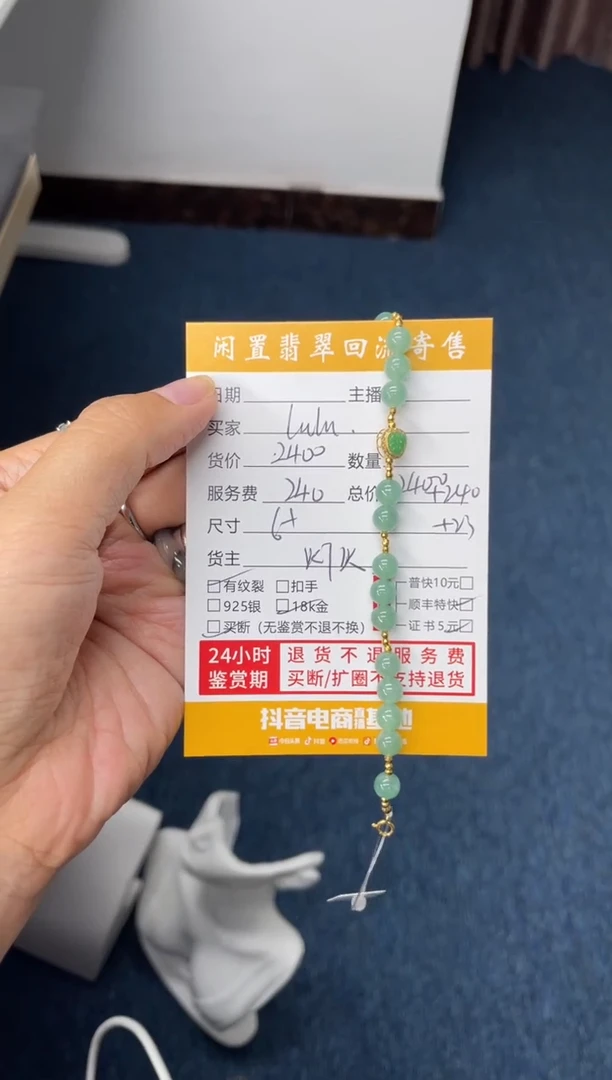 闲置翡翠回流寄售
日期 主播
买家 lulu.
货价 2400 数量
服务费 240 总价 2400+240
尺寸 6+ +23
货主
有纹裂 扣手 普快10元
925银 18k金 顺丰特快
买断（无鉴赏不退不换） 证书5元
24小时 退货不退服务费
鉴赏期 买断/扩圈不支持退货
抖音电商 基地
抖音